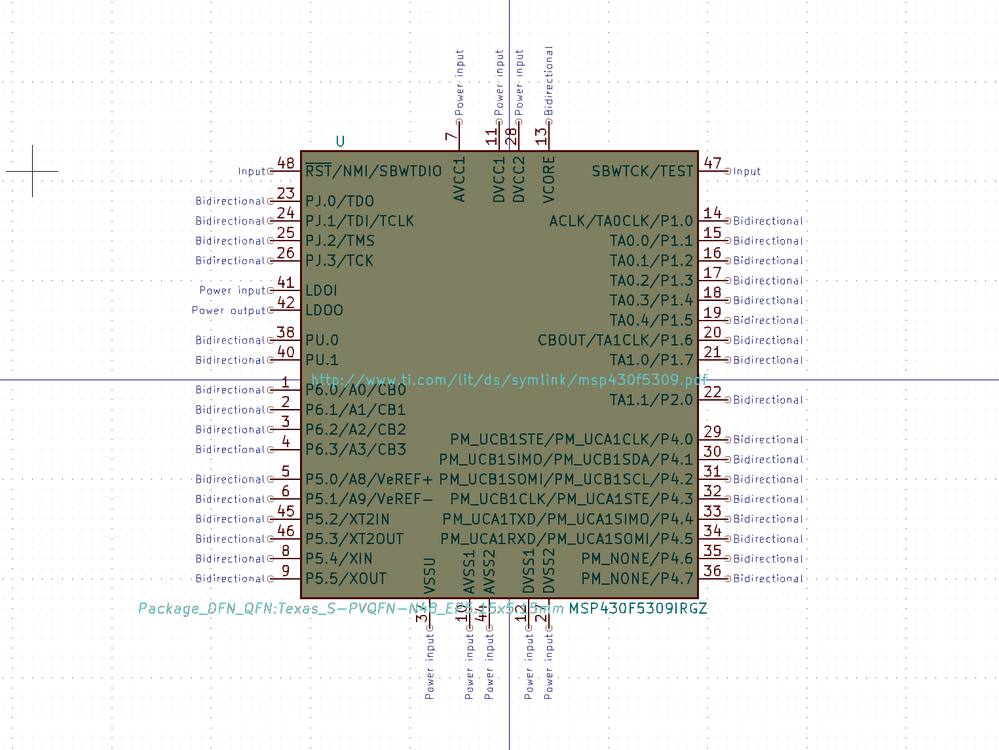 Power input
Power input
Power input
Bidirectional
7
11
28
13
U
AVCC1
DVCC1
DVCC2
VCORE
Input 48 RST/NMI/SBWTDIO
SBWTCK/TEST 47 Input
Bidirectional 23 PJ.0/TDO
Bidirectional 24 PJ.1/TDI/TCLK
ACLK/TA0CLK/P1.0 14 Bidirectional
Bidirectional 25 PJ.2/TMS
TA0.0/P1.1 15 Bidirectional
Bidirectional 26 PJ.3/TCK
TA0.1/P1.2 16 Bidirectional
TA0.2/P1.3 17 Bidirectional
Power input 41 LDOI
TA0.3/P1.4 18 Bidirectional
Power output 42 LDOO
TA0.4/P1.5 19 Bidirectional
Bidirectional 38 PU.0
CBOUT/TA1CLK/P1.6 20 Bidirectional
Bidirectional 40 PU.1
TA1.0/P1.7 21 Bidirectional
http://www.ti.com/lit/ds/symlink/msp430f5309.pdf
Bidirectional 1 P6.0/A0/CB0
TA1.1/P2.0 22 Bidirectional
Bidirectional 2 P6.1/A1/CB1
Bidirectional 3 P6.2/A2/CB2
PM_UCB1STE/PM_UCA1CLK/P4.0 29 Bidirectional
Bidirectional 4 P6.3/A3/CB3
PM_UCB1SIMO/PM_UCB1SDA/P4.1 30 Bidirectional
Bidirectional 5 P5.0/A8/VeREF+
PM_UCB1SOMI/PM_UCB1SCL/P4.2 31 Bidirectional
Bidirectional 6 P5.1/A9/VeREF-
PM_UCB1CLK/PM_UCA1STE/P4.3 32 Bidirectional
Bidirectional 45 P5.2/XT2IN
PM_UCA1TXD/PM_UCA1SIMO/P4.4 33 Bidirectional
Bidirectional 46 P5.3/XT2OUT
PM_UCA1RXD/PM_UCA1SOMI/P4.5 34 Bidirectional
Bidirectional 8 P5.4/XIN
PM_NONE/P4.6 35 Bidirectional
Bidirectional 9 P5.5/XOUT
PM_NONE/P4.7 36 Bidirectional
VSSU
AVSS1
AVSS2
DVSS1
DVSS2
Package_DFN_QFN:Texas_S-PVQFN-N48_EP5.15x5.15mm
MSP430F5309IRGZ
12
Power input
Power input
Power input
Power input
Power input